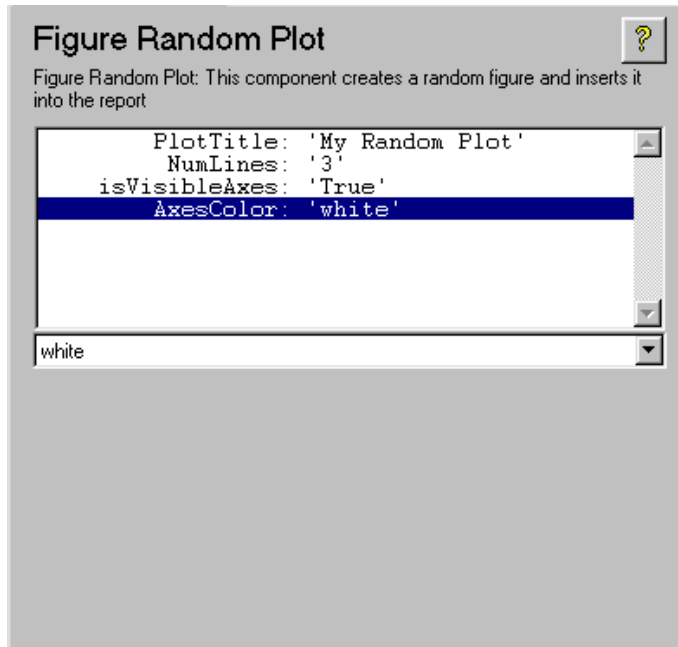 Figure Random Plot
?
Figure Random Plot: This component creates a random figure and inserts it
into the report
PlotTitle: 'My Random Plot'
NumLines: '3'
isVisibleAxes: 'True'
AxesColor: 'white'
white